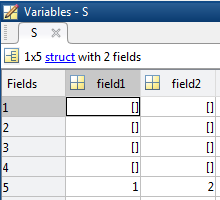 Variables - S
S
1x5 struct with 2 fields
Fields field1 field2
1 [] []
2 [] []
3 [] []
4 [] []
5 1 2